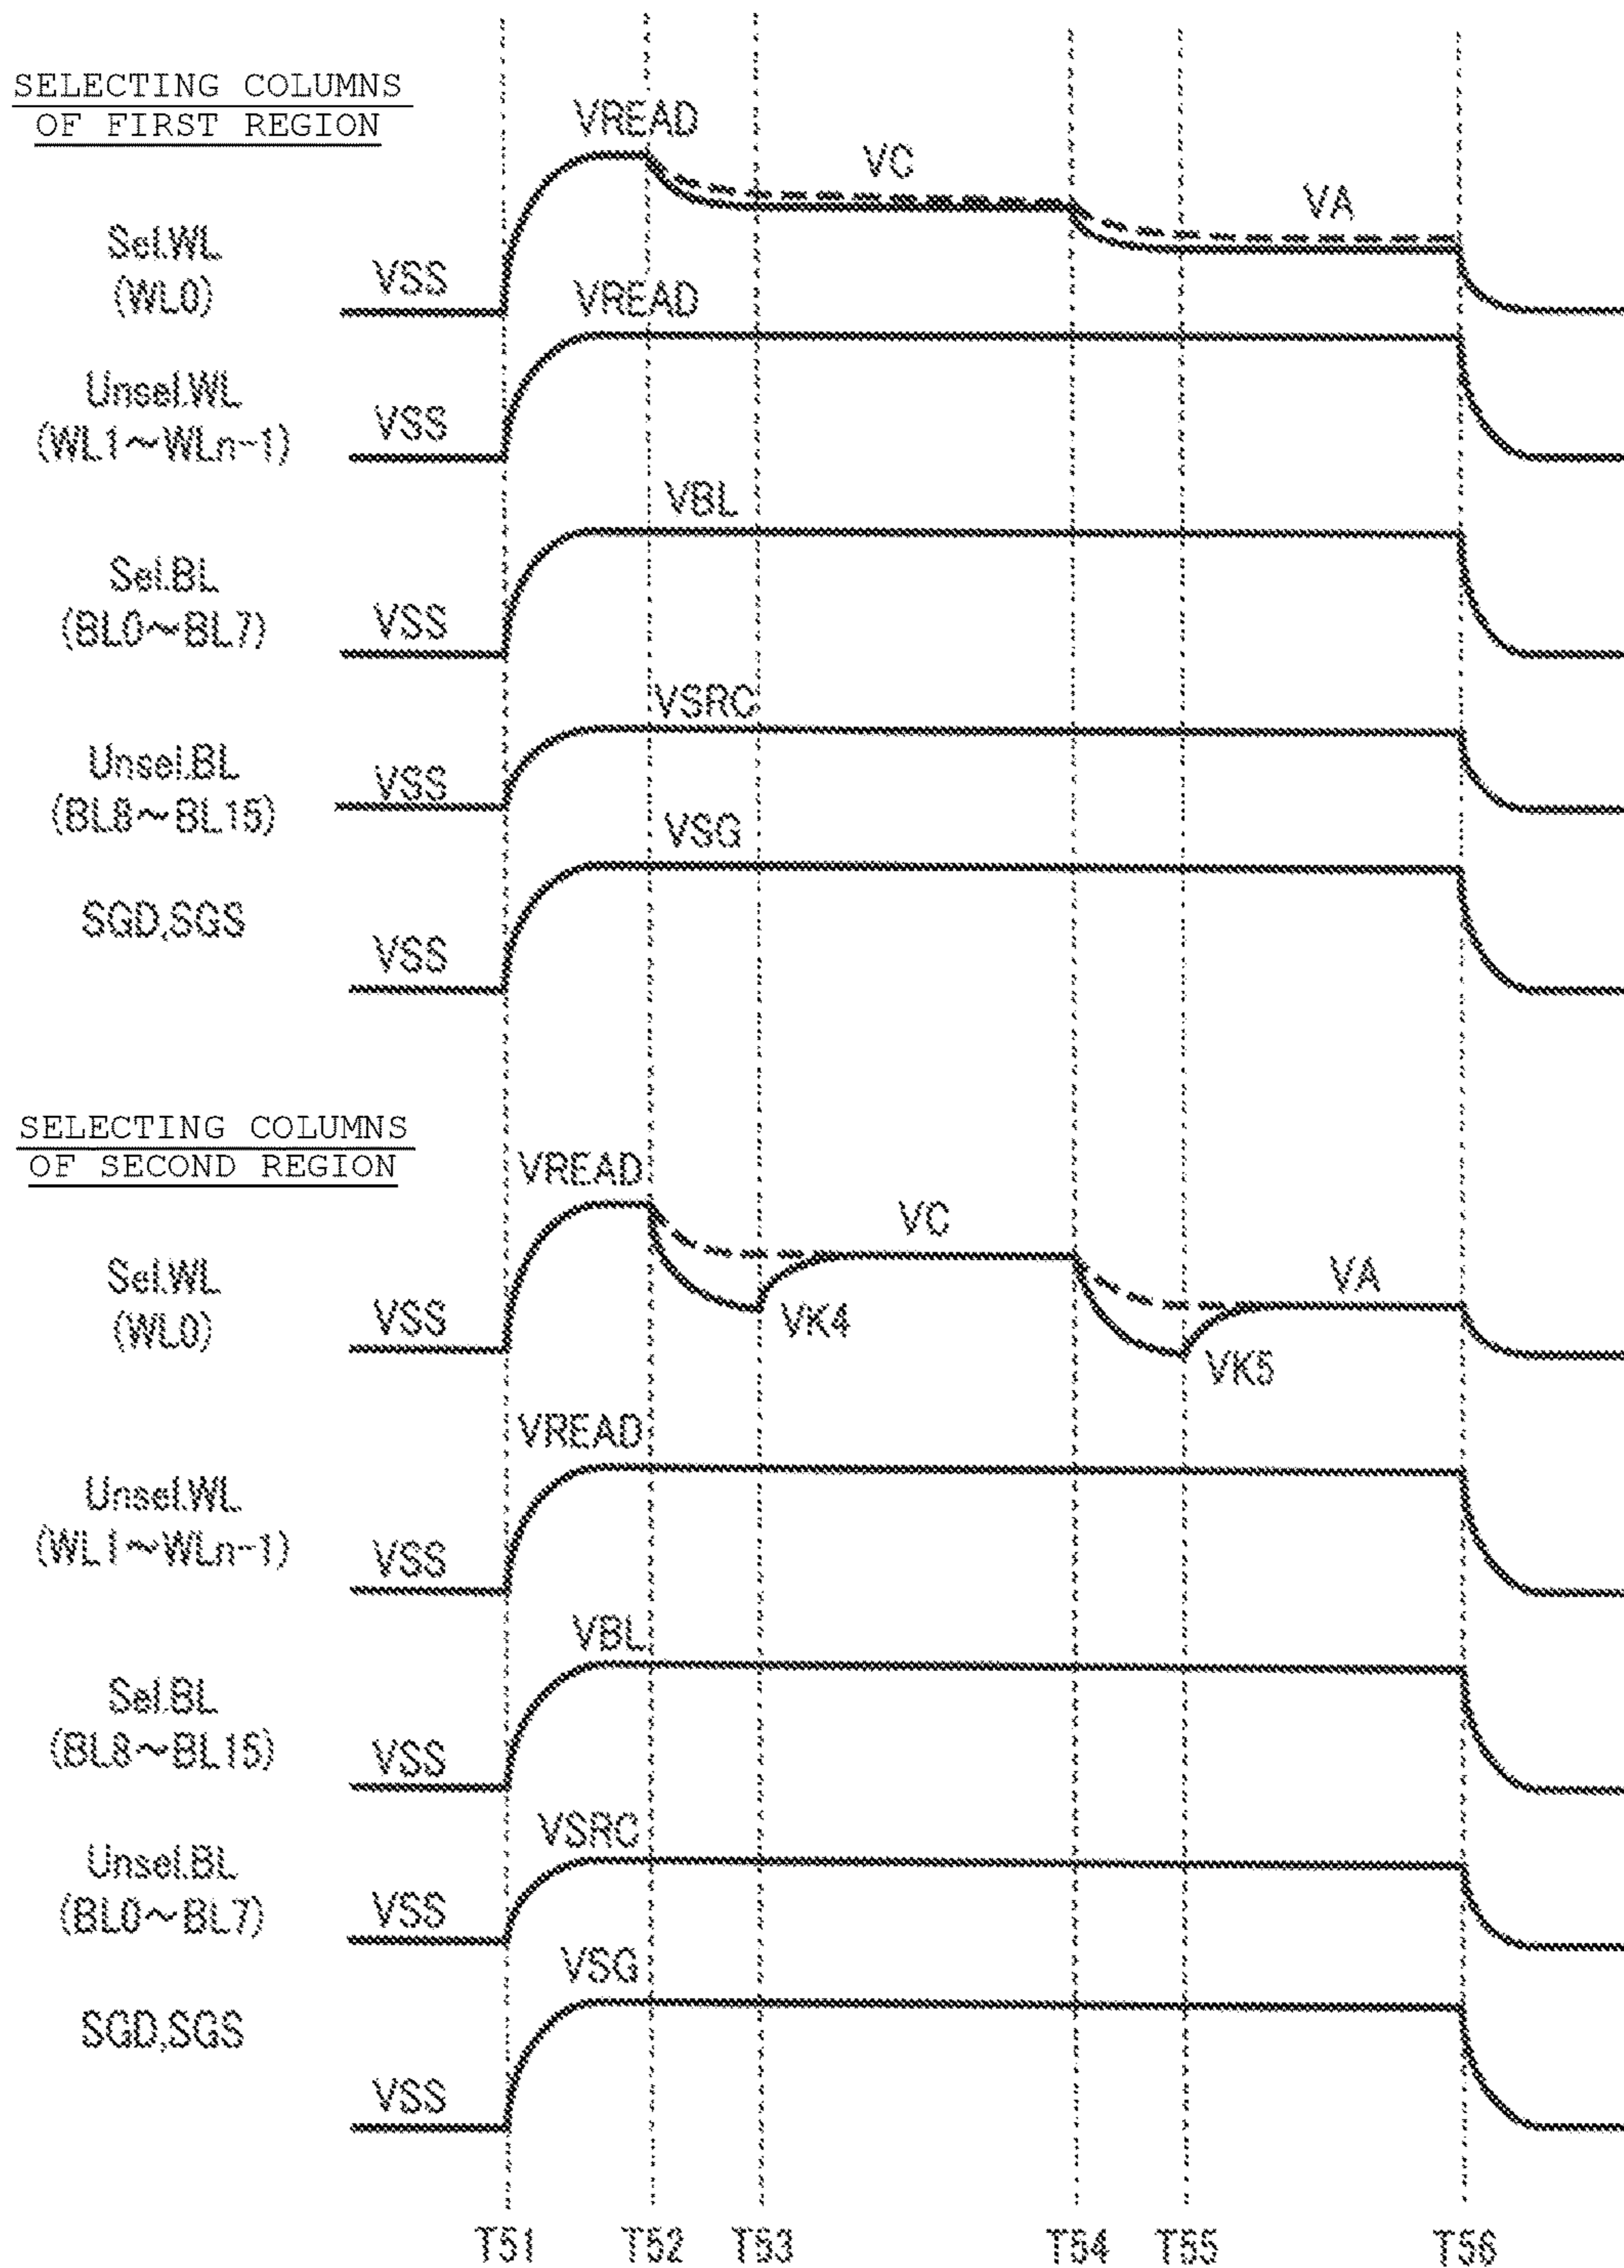 SELECTING COLUMNS
OF FIRST REGION
VREAD
VC
VA
Sel.WL
(WL0)
VSS
VREAD
Unsel.WL
(WL1~WLn-1)
VSS
VBL
Sel.BL
(BL0~BL7)
VSS
VSRC
Unsel.BL
(BL8~BL15)
VSS
VSG
SGD,SGS
VSS
SELECTING COLUMNS
OF SECOND REGION
VREAD
VC
VA
Sel.WL
(WL0)
VSS
VK4
VK5
VREAD
Unsel.WL
(WL1~WLn-1)
VSS
VBL
Sel.BL
(BL8~BL15)
VSS
VSRC
Unsel.BL
(BL0~BL7)
VSS
VSG
SGD,SGS
VSS
T51 T52 T53 T54 T55 T56